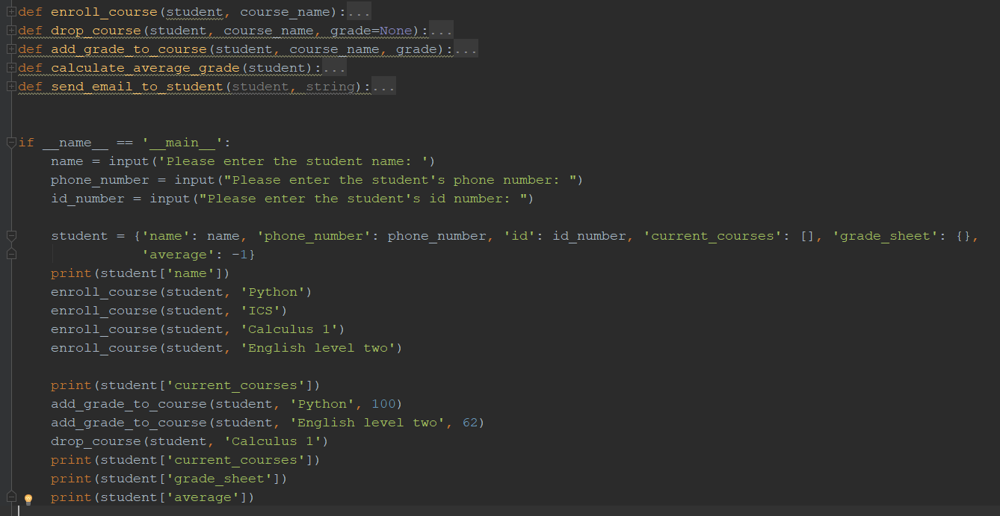 def enroll_course(student, course_name):...
def drop_course(student, course_name, grade=None):...
def add_grade_to_course(student, course_name, grade):...
def calculate_average_grade(student):...
def send_email_to_student(student, string):...
if __name__ == '__main__':
    name = input('Please enter the student name: ')
    phone_number = input("Please enter the student's phone number: ")
    id_number = input("Please enter the student's id number: ")
    student = {'name': name, 'phone_number': phone_number, 'id': id_number, 'current_courses': [], 'grade_sheet': {},
               'average': -1}
    print(student['name'])
    enroll_course(student, 'Python')
    enroll_course(student, 'ICS')
    enroll_course(student, 'Calculus 1')
    enroll_course(student, 'English level two')
    print(student['current_courses'])
    add_grade_to_course(student, 'Python', 100)
    add_grade_to_course(student, 'English level two', 62)
    drop_course(student, 'Calculus 1')
    print(student['current_courses'])
    print(student['grade_sheet'])
    print(student['average'])